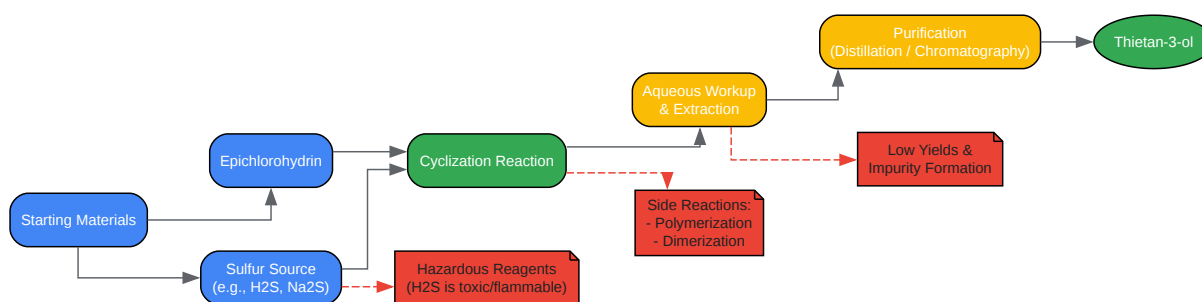 Starting Materials
Epichlorohydrin
Sulfur Source
(e.g., H2S, Na2S)
Hazardous Reagents
(H2S is toxic/flammable)
Cyclization Reaction
Side Reactions:
- Polymerization
- Dimerization
Aqueous Workup
& Extraction
Low Yields &
Impurity Formation
Purification
(Distillation / Chromatography)
Thietan-3-ol